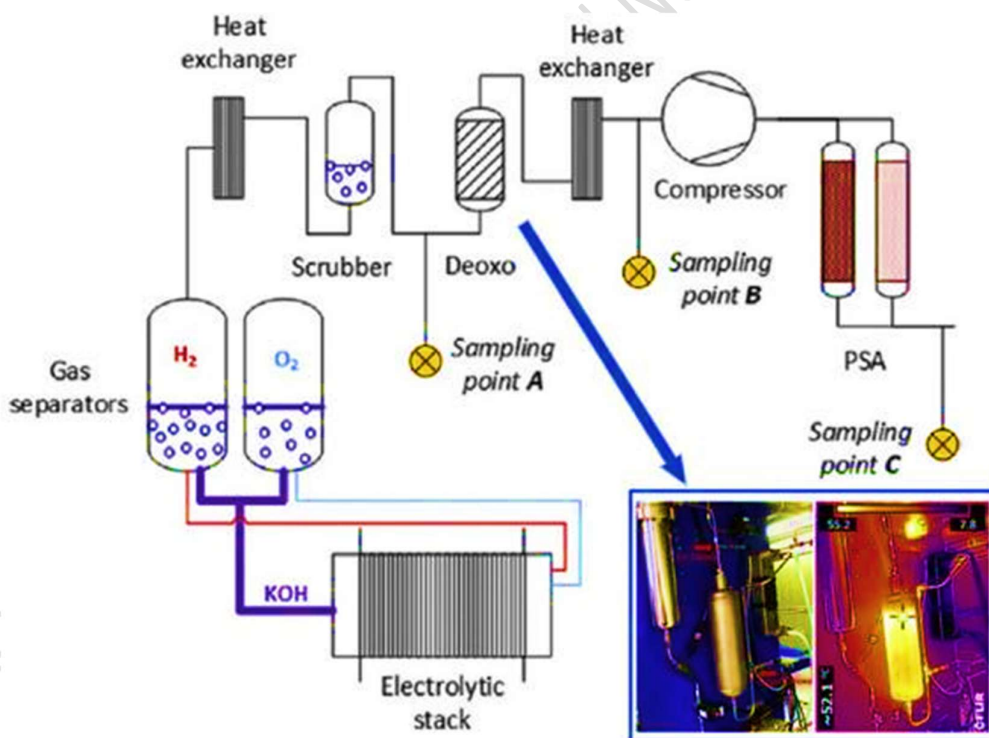 Heat
exchanger
Heat
exchanger
Compressor
Scrubber
Deoxo
Sampling
point B
Sampling
point A
PSA
Sampling
point C
Gas
separators
H₂
O₂
KOH
Electrolytic
stack
55.2
7.8
~52.1 °C
FLIR